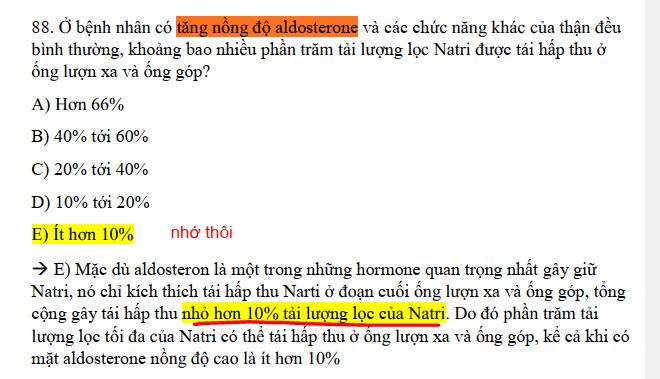 88. Ở bệnh nhân có tăng nồng độ aldosterone và các chức năng khác của thận đều
bình thường, khoảng bao nhiêu phần trăm tải lượng lọc Natri được tái hấp thu ở
ống lượn xa và ống góp?
A) Hơn 66%
B) 40% tới 60%
C) 20% tới 40%
D) 10% tới 20%
E) Ít hơn 10% nhớ thôi
→ E) Mặc dù aldosteron là một trong những hormone quan trọng nhất gây giữ
Natri, nó chỉ kích thích tái hấp thu Narti ở đoạn cuối ống lượn xa và ống góp, tổng
cộng gây tái hấp thu nhỏ hơn 10% tải lượng lọc của Natri. Do đó phần trăm tải
lượng lọc tối đa của Natri có thể tái hấp thu ở ống lượn xa và ống góp, kể cả khi có
mặt aldosterone nồng độ cao là ít hơn 10%